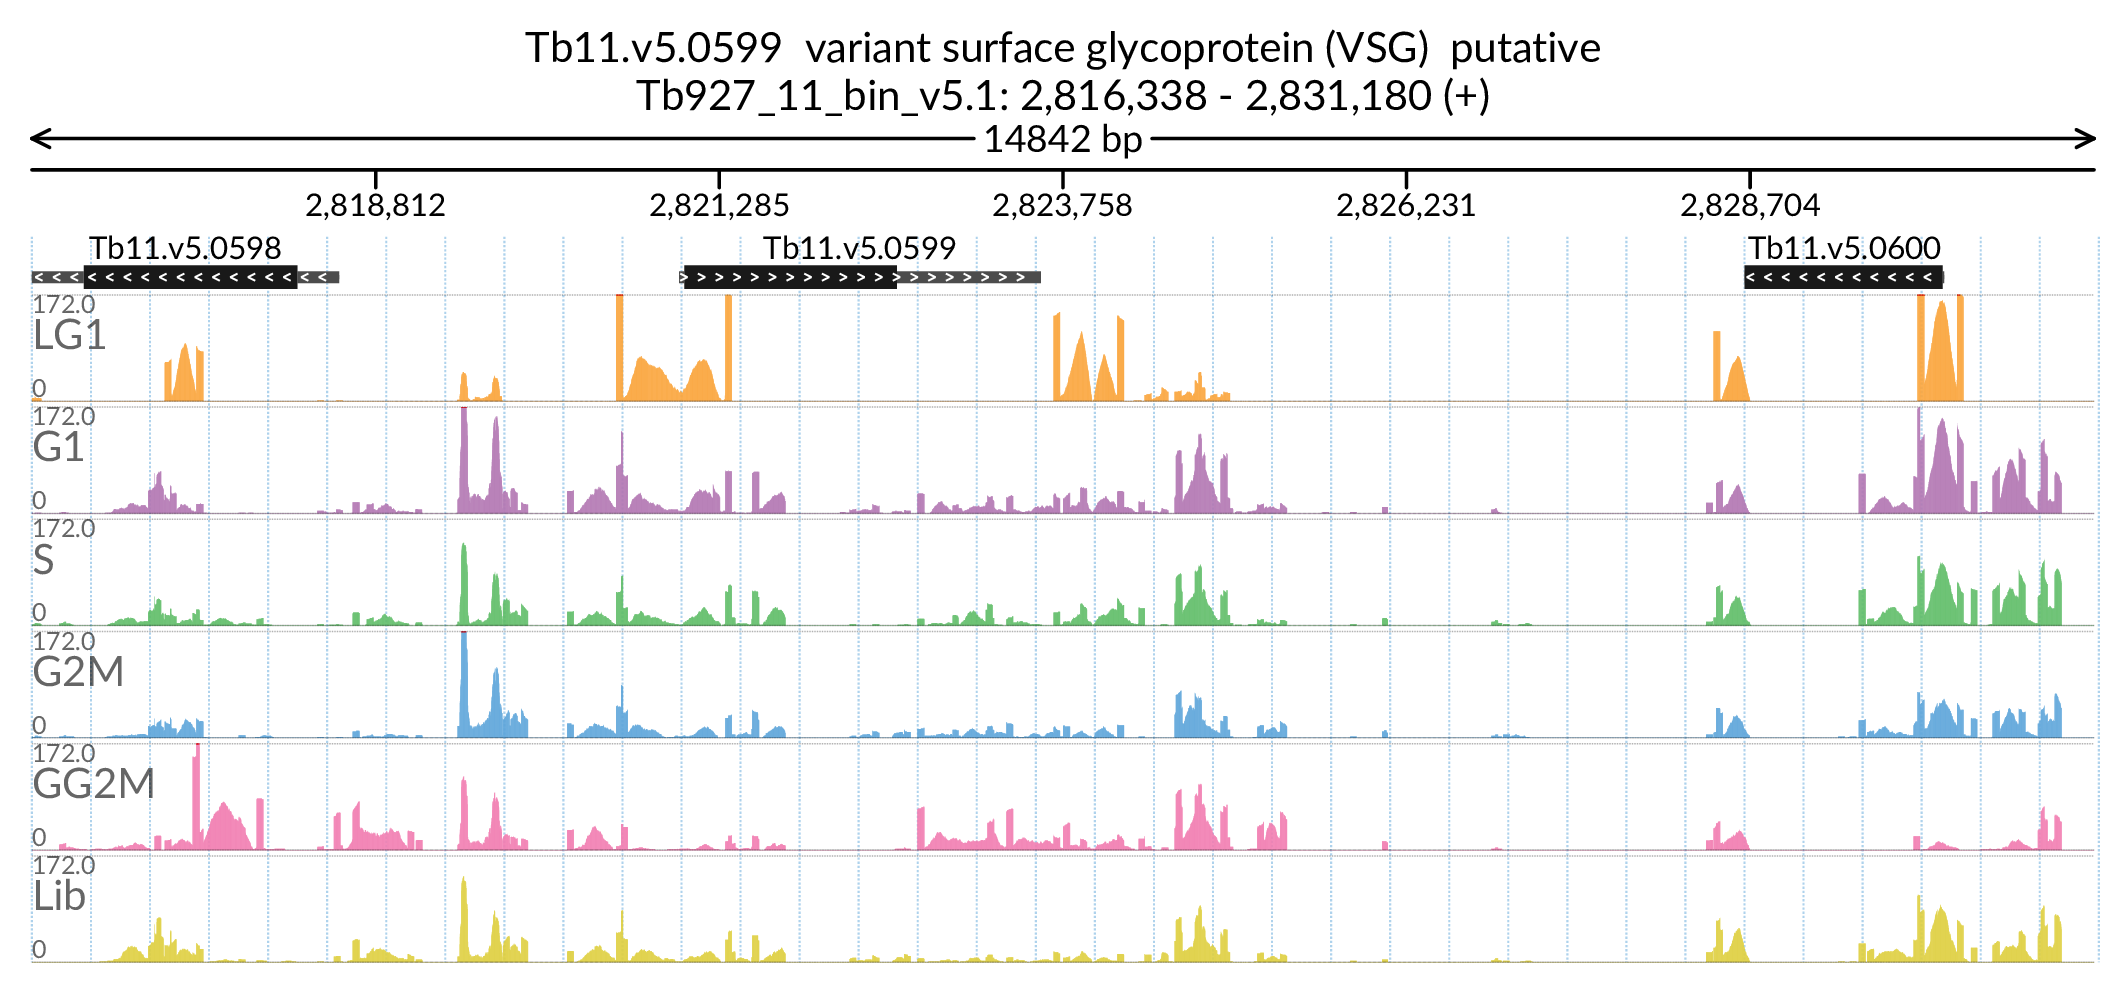 Tb11.v5.0599  variant surface glycoprotein (VSG)  putative
Tb927_11_bin_v5.1: 2,816,338 - 2,831,180 (+)
14842 bp
2,818,812 2,821,285 2,823,758 2,826,231 2,828,704
Tb11.v5.0598 Tb11.v5.0599 Tb11.v5.0600
172.0
LG1
0
172.0
G1
0
172.0
S
0
172.0
G2M
0
172.0
GG2M
0
172.0
Lib
0